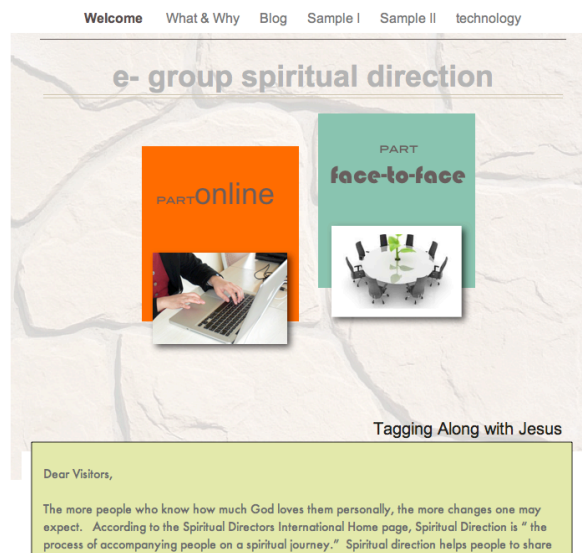 Welcome What & Why Blog Sample I Sample II technology
e- group spiritual direction
PART
face-to-face
PARTonline
Tagging Along with Jesus
Dear Visitors,
The more people who know how much God loves them personally, the more changes one may
expect. According to the Spiritual Directors International Home page, Spiritual Direction is “ the
process of accompanying people on a spiritual journey.” Spiritual direction helps people to share